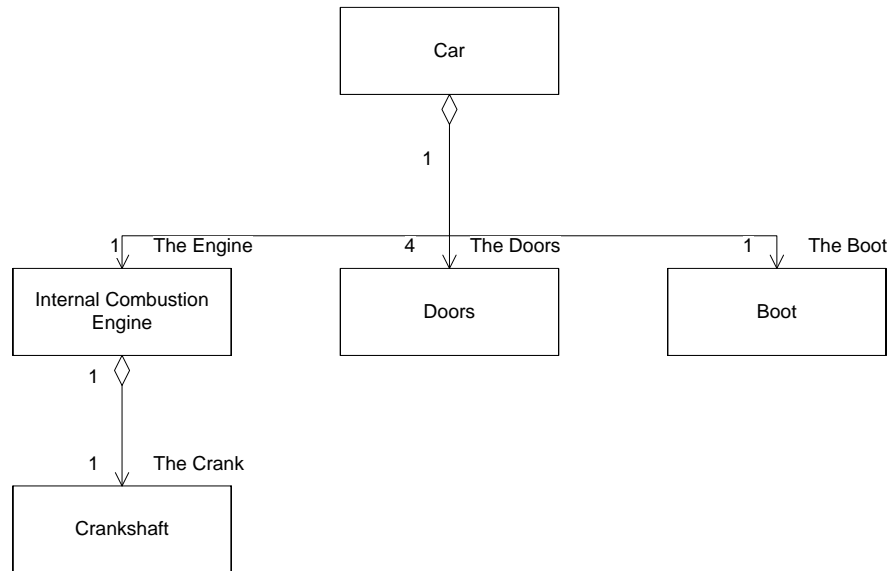 Car
1
1 The Engine
4 The Doors
1 The Boot
Internal Combustion
Engine
Doors
Boot
1
1 The Crank
Crankshaft